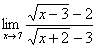 lim x→7 (√(x−3)−2)/(√(x+2)−3)